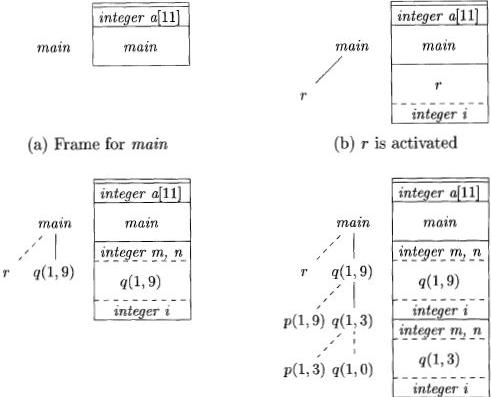 integer a[11]
main main
(a) Frame for main
integer a[11]
main main
r r
integer i
(b) r is activated
integer a[11]
main main
integer m, n
r q(1,9) q(1,9)
integer i
integer a[11]
main main
integer m, n
r q(1,9) q(1,9)
integer i
p(1,9) q(1,3) integer m, n
q(1,3)
p(1,3) q(1,0)
integer i